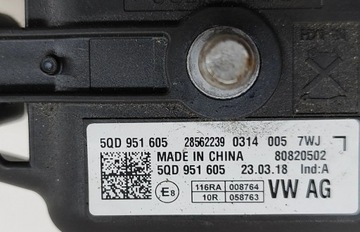 5QD 951 605 28562239 0314 005 7WJ
MADE IN CHINA 80820502
5QD 951 605 23.03.18 Ind:A
E8 116RA 008764 VW AG
10R 058763